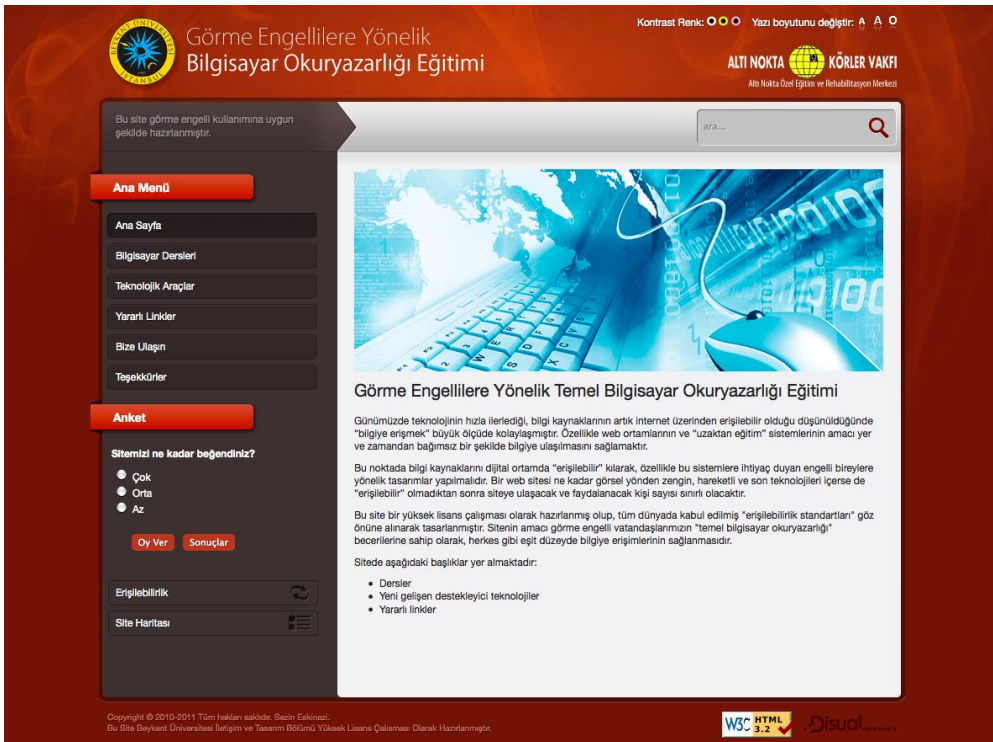 BEYKENT ÜNİVERSİTESİ
İSTANBUL
Görme Engellilere Yönelik
Bilgisayar Okuryazarlığı Eğitimi
Kontrast Renk:
Yazı boyutunu değiştir: A A O
ALTI NOKTA KÖRLER VAKFI
Altı Nokta Özel Eğitim ve Rehabilitasyon Merkezi
Bu site görme engelli kullanımına uygun
şekilde hazırlanmıştır.
ara...
Ana Menü
Ana Sayfa
Bilgisayar Dersleri
Teknolojik Araçlar
Yararlı Linkler
Bize Ulaşın
Teşekkürler
Anket
Sitemizi ne kadar beğendiniz?
Çok
Orta
Az
Oy Ver
Sonuçlar
Erişilebilirlik
Site Haritası
Görme Engellilere Yönelik Temel Bilgisayar Okuryazarlığı Eğitimi
Günümüzde teknolojinin hızla ilerlediği, bilgi kaynaklarının artık internet üzerinden erişilebilir olduğu düşünüldüğünde
"bilgiye erişmek" büyük ölçüde kolaylaşmıştır. Özellikle web ortamlarının ve "uzaktan eğitim" sistemlerinin amacı yer
ve zamandan bağımsız bir şekilde bilgiye ulaşılmasını sağlamaktır.
Bu noktada bilgi kaynaklarını dijital ortamda "erişilebilir" kılarak, özellikle bu sistemlere ihtiyaç duyan engelli bireylere
yönelik tasarımlar yapılmalıdır. Bir web sitesi ne kadar görsel yönden zengin, hareketli ve son teknolojileri içerse de
"erişilebilir" olmadıktan sonra siteye ulaşacak ve faydalanacak kişi sayısı sınırlı olacaktır.
Bu site bir yüksek lisans çalışması olarak hazırlanmış olup, tüm dünyada kabul edilmiş "erişilebilirlik standartları" göz
önüne alınarak tasarlanmıştır. Sitenin amacı görme engelli vatandaşlarımızın "temel bilgisayar okuryazarlığı"
becerilerine sahip olarak, herkes gibi eşit düzeyde bilgiye erişimlerinin sağlanmasıdır.
Sitede aşağıdaki başlıklar yer almaktadır:
Dersler
Yeni gelişen destekleyici teknolojiler
Yararlı linkler
Copyright © 2010-2011 Tüm hakları saklıdır. Sezin Eskinazi.
Bu Site Beykent Üniversitesi İletişim ve Tasarım Bölümü Yüksek Lisans Çalışması Olarak Hazırlanmıştır.
W3C HTML 3.2
Disual